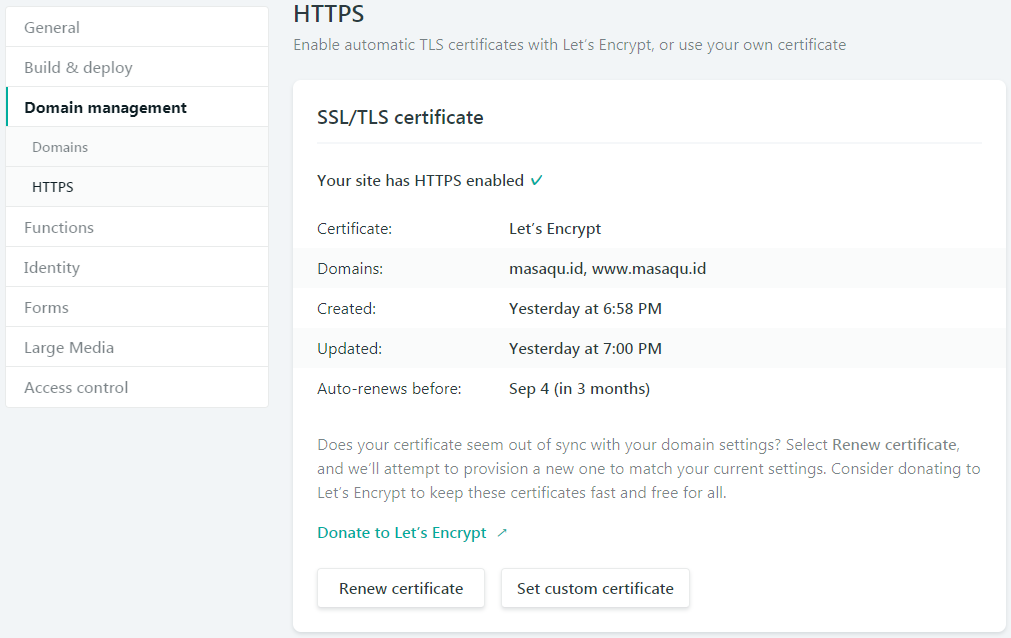 General
Build & deploy
Domain management
Domains
HTTPS
Functions
Identity
Forms
Large Media
Access control
HTTPS
Enable automatic TLS certificates with Let’s Encrypt, or use your own certificate
SSL/TLS certificate
Your site has HTTPS enabled ✓
Certificate: Let’s Encrypt
Domains: masaqu.id, www.masaqu.id
Created: Yesterday at 6:58 PM
Updated: Yesterday at 7:00 PM
Auto-renews before: Sep 4 (in 3 months)
Does your certificate seem out of sync with your domain settings? Select Renew certificate,
and we’ll attempt to provision a new one to match your current settings. Consider donating to
Let’s Encrypt to keep these certificates fast and free for all.
Donate to Let’s Encrypt ↗
Renew certificate Set custom certificate